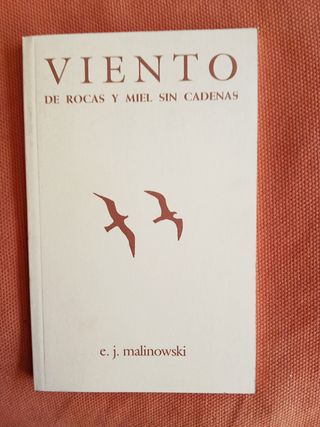 VIENTO
DE ROCAS Y MIEL SIN CADENAS
e. j. malinowski